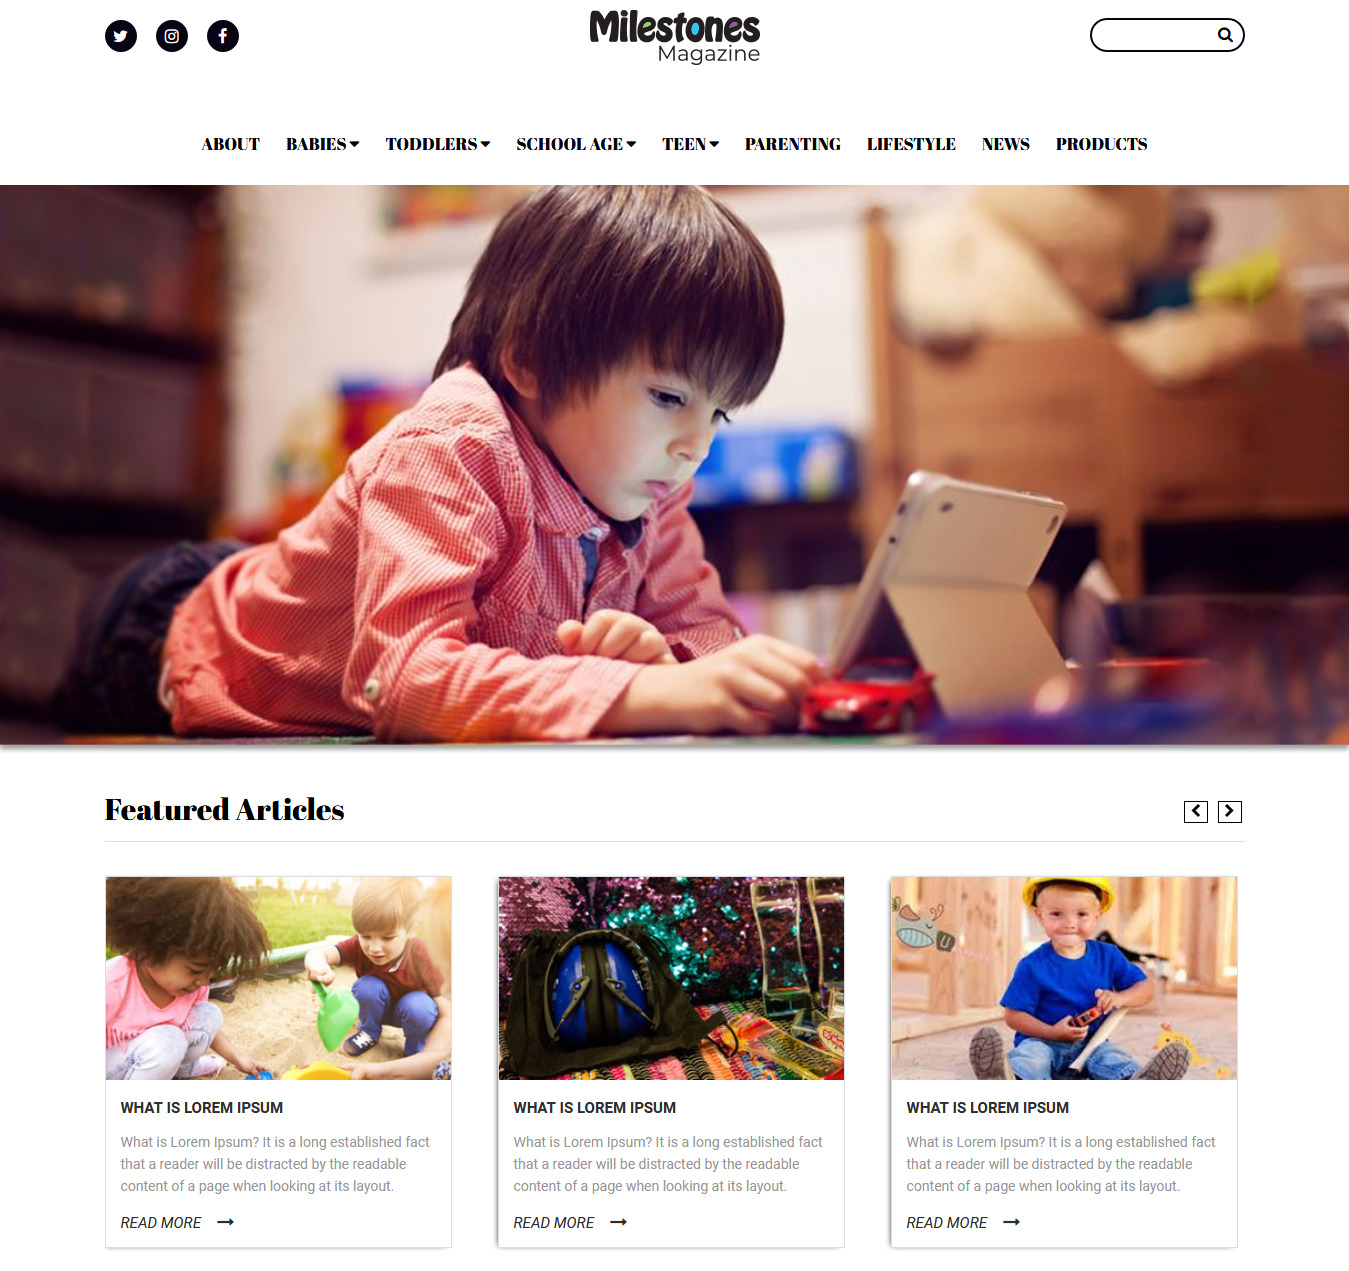 Milestones
Magazine
ABOUT BABIES TODDLERS SCHOOL AGE TEEN PARENTING LIFESTYLE NEWS PRODUCTS
Featured Articles
WHAT IS LOREM IPSUM
What is Lorem Ipsum? It is a long established fact
that a reader will be distracted by the readable
content of a page when looking at its layout.
READ MORE
WHAT IS LOREM IPSUM
What is Lorem Ipsum? It is a long established fact
that a reader will be distracted by the readable
content of a page when looking at its layout.
READ MORE
U
WHAT IS LOREM IPSUM
What is Lorem Ipsum? It is a long established fact
that a reader will be distracted by the readable
content of a page when looking at its layout.
READ MORE